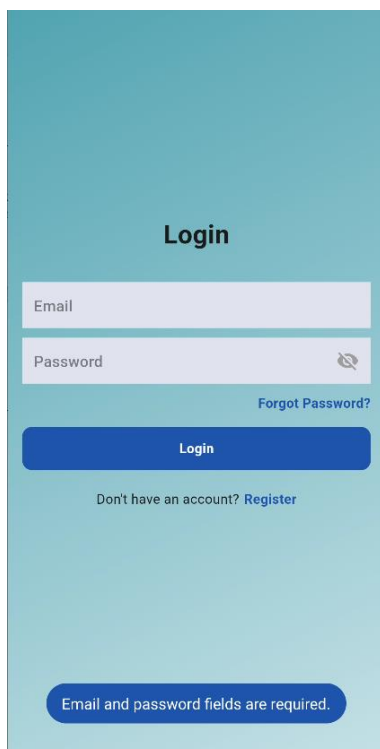 Login
Email
Password
Forgot Password?
Login
Don't have an account? Register
Email and password fields are required.